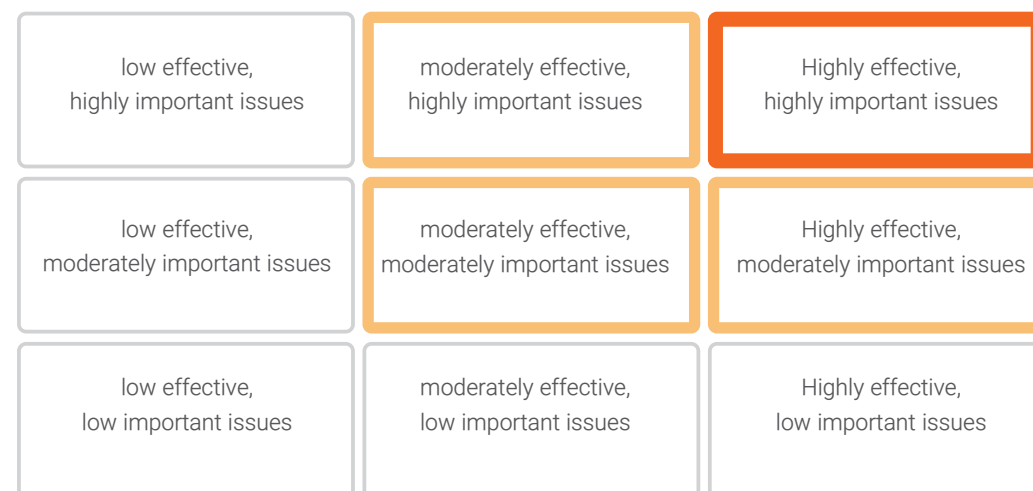 low effective,
highly important issues
moderately effective,
highly important issues
Highly effective,
highly important issues
low effective,
moderately important issues
moderately effective,
moderately important issues
Highly effective,
moderately important issues
low effective,
low important issues
moderately effective,
low important issues
Highly effective,
low important issues